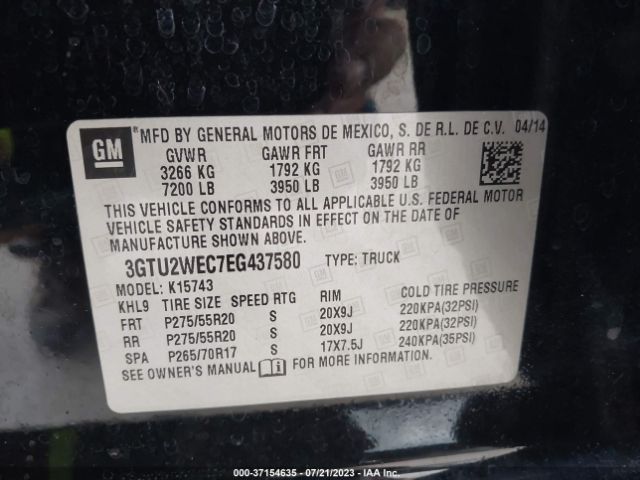 GM
® MFD BY GENERAL MOTORS DE MEXICO, S. DE R.L. DE C.V. 04/14
GVWR GAWR FRT GAWR RR
3266 KG 1792 KG 1792 KG
7200 LB 3950 LB 3950 LB
THIS VEHICLE CONFORMS TO ALL APPLICABLE U.S. FEDERAL MOTOR
VEHICLE SAFETY STANDARDS IN EFFECT ON THE DATE OF
MANUFACTURE SHOWN ABOVE.
3GTU2WEC7EG437580 TYPE: TRUCK
MODEL: K15743
KHL9 TIRE SIZE SPEED RTG RIM COLD TIRE PRESSURE
FRT P275/55R20 S 20X9J 220KPA(32PSI)
RR P275/55R20 S 20X9J 220KPA(32PSI)
SPA P265/70R17 S 17X7.5J 240KPA(35PSI)
SEE OWNER'S MANUAL FOR MORE INFORMATION.
000-37154635 - 07/21/2023 - IAA Inc.